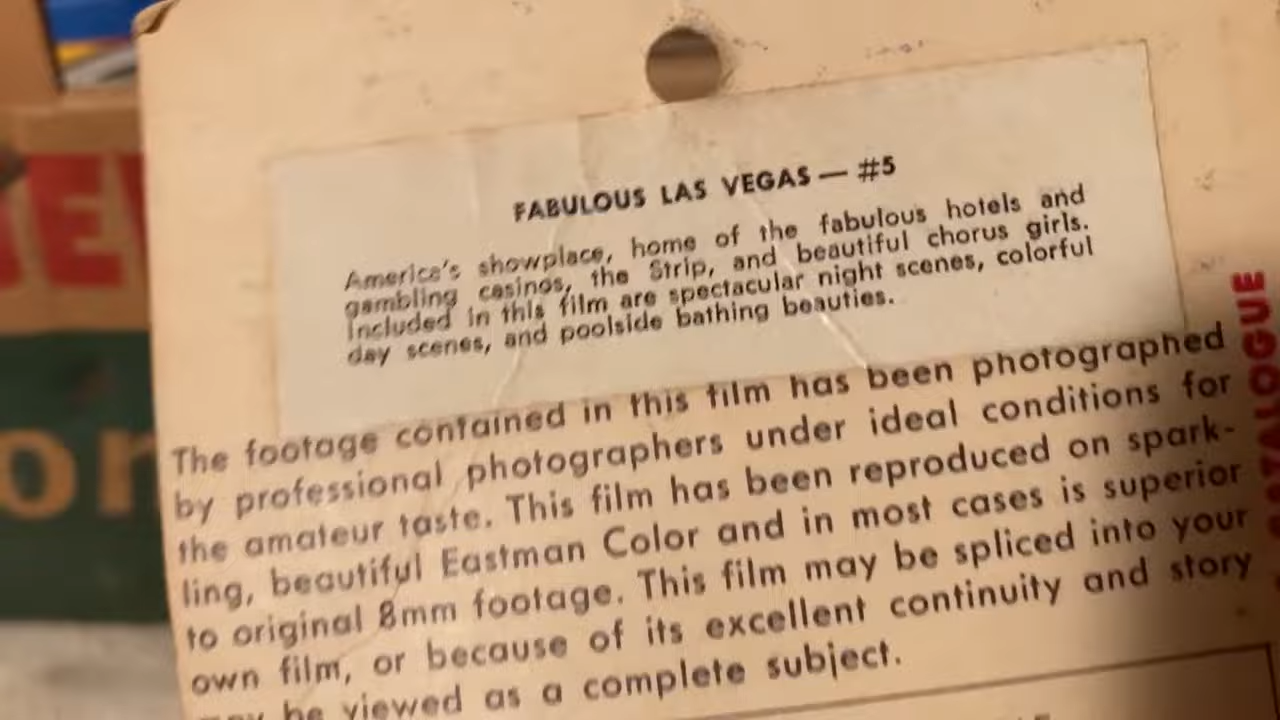 FABULOUS LAS VEGAS — #5
America's showplace, home of the fabulous hotels and
gambling casinos, the Strip, and beautiful chorus girls.
Included in this film are spectacular night scenes, colorful
day scenes, and poolside bathing beauties.
The footage contained in this film has been photographed
by professional photographers under ideal conditions for
the amateur taste. This film has been reproduced on spark-
ling, beautiful Eastman Color and in most cases is superior
to original 8mm footage. This film may be spliced into your
own film, or because of its excellent continuity and story
be viewed as a complete subject.
CATALOGUE
on